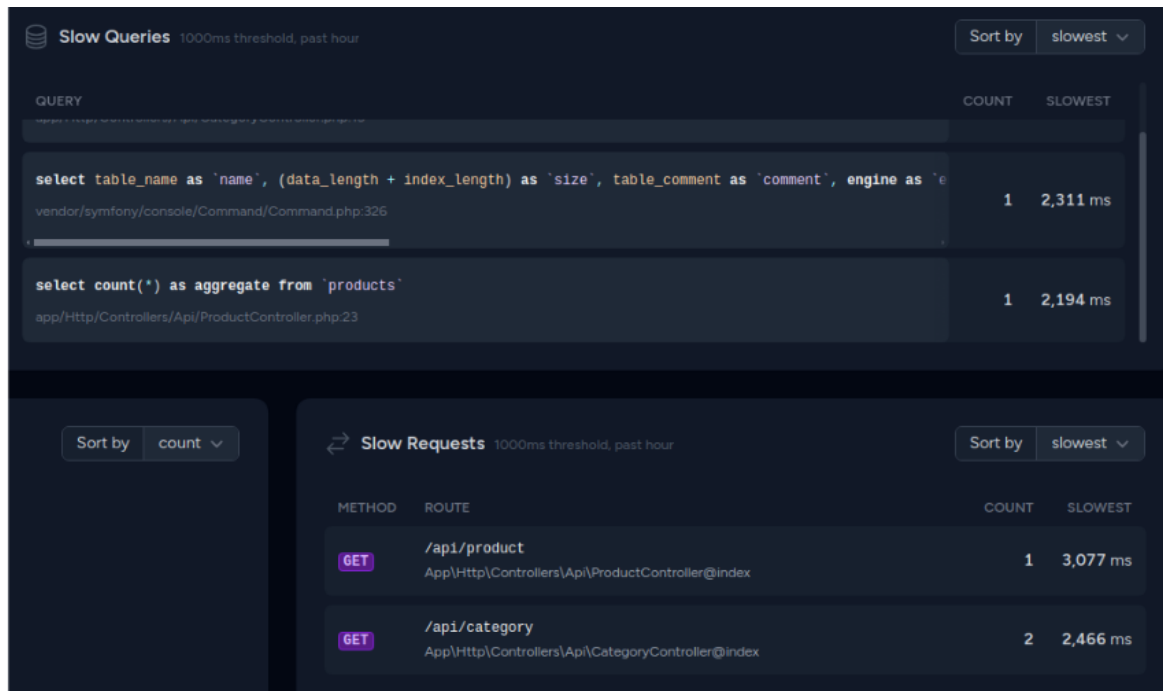 Slow Queries 1000ms threshold, past hour
Sort by slowest
QUERY COUNT SLOWEST
select table_name as `name`, (data_length + index_length) as `size`, table_comment as `comment`, engine as `e
1 2,311 ms
vendor/symfony/console/Command/Command.php:326
select count(*) as aggregate from `products`
1 2,194 ms
app/Http/Controllers/Api/ProductController.php:23
Sort by count
Slow Requests 1000ms threshold, past hour
Sort by slowest
METHOD ROUTE COUNT SLOWEST
GET /api/product 1 3,077 ms
App\Http\Controllers\Api\ProductController@index
GET /api/category 2 2,466 ms
App\Http\Controllers\Api\CategoryController@index